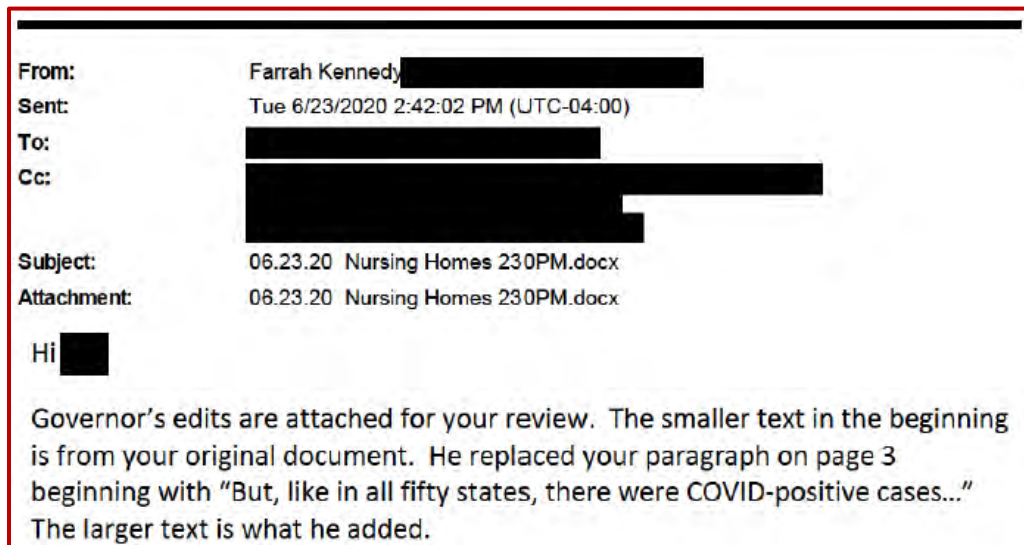 From: Farrah Kennedy
Sent: Tue 6/23/2020 2:42:02 PM (UTC-04:00)
To:
Cc:
Subject: 06.23.20 Nursing Homes 230PM.docx
Attachment: 06.23.20 Nursing Homes 230PM.docx
Hi
Governor's edits are attached for your review. The smaller text in the beginning
is from your original document. He replaced your paragraph on page 3
beginning with "But, like in all fifty states, there were COVID-positive cases..."
The larger text is what he added.